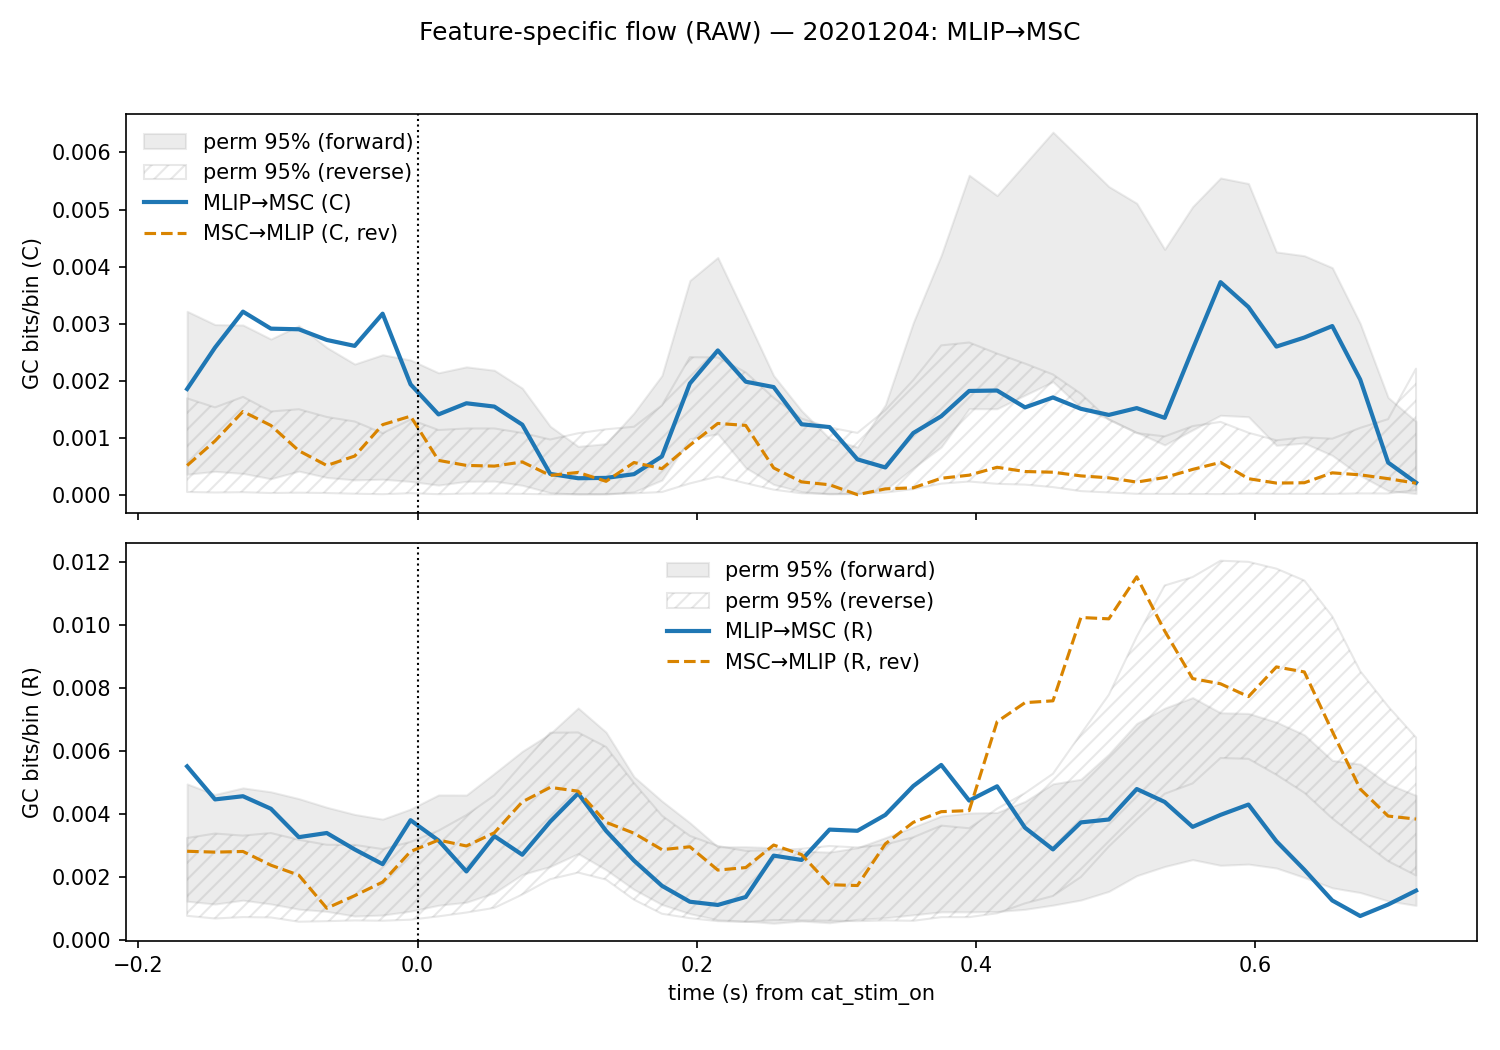 Feature-specific flow (RAW) — 20201204: MLIP→MSC
GC bits/bin (C)
0.006
0.005
0.004
0.003
0.002
0.001
0.000
perm 95% (forward)
perm 95% (reverse)
MLIP→MSC (C)
MSC→MLIP (C, rev)
GC bits/bin (R)
0.012
0.010
0.008
0.006
0.004
0.002
0.000
perm 95% (forward)
perm 95% (reverse)
MLIP→MSC (R)
MSC→MLIP (R, rev)
−0.2 0.0 0.2 0.4 0.6
time (s) from cat_stim_on